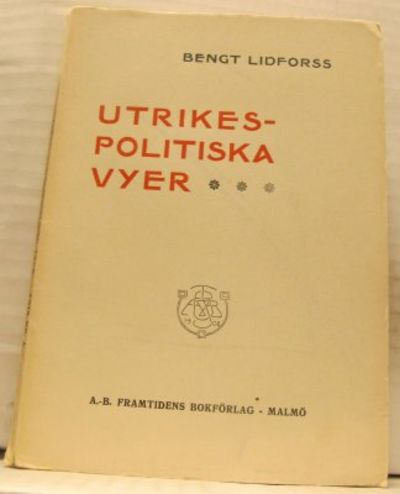 BENGT LIDFORSS
UTRIKES-
POLITISKA
VYER
A.-B. FRAMTIDENS BOKFÖRLAG - MALMÖ